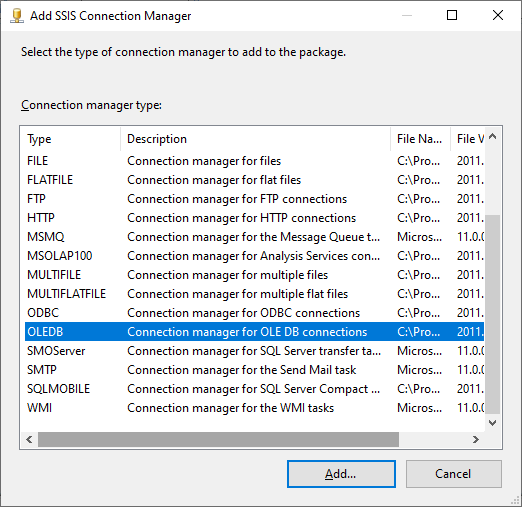 Add SSIS Connection Manager
Select the type of connection manager to add to the package.
Connection manager type:
Type Description File Na... File V
FILE Connection manager for files C:\Pro... 2011.
FLATFILE Connection manager for flat files C:\Pro... 2011.
FTP Connection manager for FTP connections C:\Pro... 2011.
HTTP Connection manager for HTTP connections C:\Pro... 2011.
MSMQ Connection manager for the Message Queue t... Micros... 11.0.0
MSOLAP100 Connection manager for Analysis Services con... C:\Pro... 2011.
MULTIFILE Connection manager for multiple files C:\Pro... 2011.
MULTIFLATFILE Connection manager for multiple flat files C:\Pro... 2011.
ODBC Connection manager for ODBC connections C:\Pro... 2011.
OLEDB Connection manager for OLE DB connections C:\Pro... 2011.
SMOServer Connection manager for SQL Server transfer ta... Micros... 11.0.0
SMTP Connection manager for the Send Mail task Micros... 11.0.0
SQLMOBILE Connection manager for SQL Server Compact ... C:\Pro... 2011.
WMI Connection manager for the WMI tasks Micros... 11.0.0
Add... Cancel